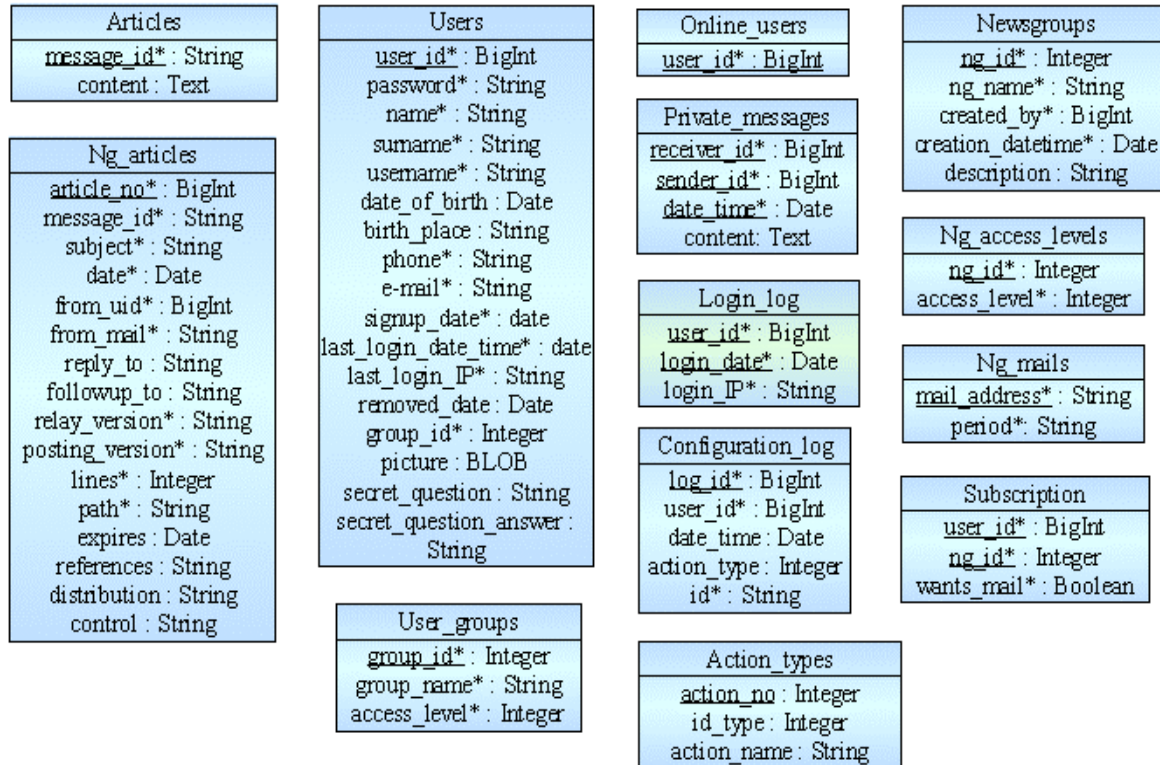 Articles
message_id* : String
content : Text
Ng_articles
article_no* : BigInt
message_id* : String
subject* : String
date* : Date
from_uid* : BigInt
from_mail* : String
reply_to : String
followup_to : String
relay_version* : String
posting_version* : String
lines* : Integer
path* : String
expires : Date
references : String
distribution : String
control : String
Users
user_id* : BigInt
password* : String
name* : String
surname* : String
username* : String
date_of_birth : Date
birth_place : String
phone* : String
e-mail* : String
signup_date* : date
last_login_date_time* : date
last_login_IP* : String
removed_date : Date
group_id* : Integer
picture : BLOB
secret_question : String
secret_question_answer :
String
User_groups
group_id* : Integer
group_name* : String
access_level* : Integer
Online_users
user_id* : BigInt
Private_messages
receiver_id* : BigInt
sender_id* : BigInt
date_time* : Date
content: Text
Login_log
user_id* : BigInt
login_date* : Date
login_IP* : String
Configuration_log
log_id* : BigInt
user_id* : BigInt
date_time : Date
action_type : Integer
id* : String
Action_types
action_no : Integer
id_type : Integer
action_name : String
Newsgroups
ng_id* : Integer
ng_name* : String
created_by* : BigInt
creation_datetime* : Date
description : String
Ng_access_levels
ng_id* : Integer
access_level* : Integer
Ng_mails
mail_address* : String
period*: String
Subscription
user_id* : BigInt
ng_id* : Integer
wants_mail* : Boolean